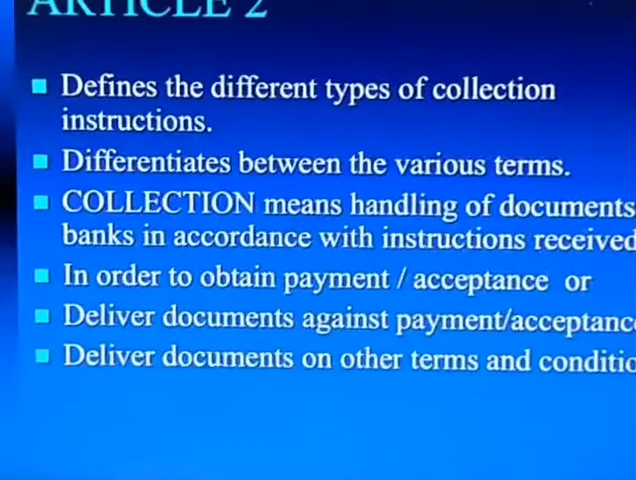 ARTICLE 2
Defines the different types of collection
instructions.
Differentiates between the various terms.
COLLECTION means handling of documents
banks in accordance with instructions received
In order to obtain payment / acceptance or
Deliver documents against payment/acceptanc
Deliver documents on other terms and conditio